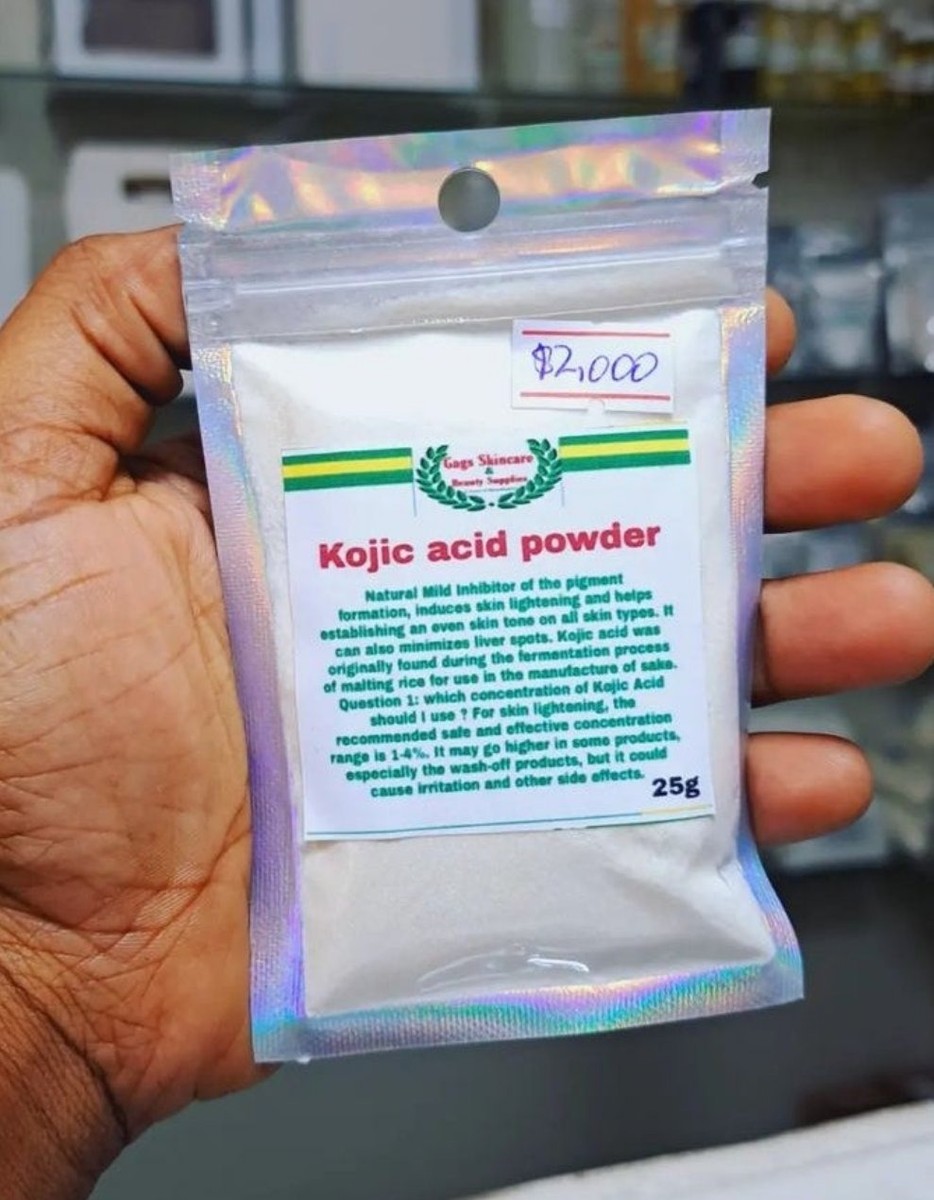 $2,000
Gags Skincare
&
Beauty Supplies
Kojic acid powder
Natural Mild Inhibitor of the pigment
formation, induces skin lightening and helps
establishing an even skin tone on all skin types. It
can also minimizes liver spots. Kojic acid was
originally found during the fermentation process
of malting rice for use in the manufacture of sake.
Question 1: which concentration of Kojic Acid
should I use ? For skin lightening, the
recommended safe and effective concentration
range is 1-4%. It may go higher in some products,
especially the wash-off products, but it could
cause irritation and other side effects.
25g